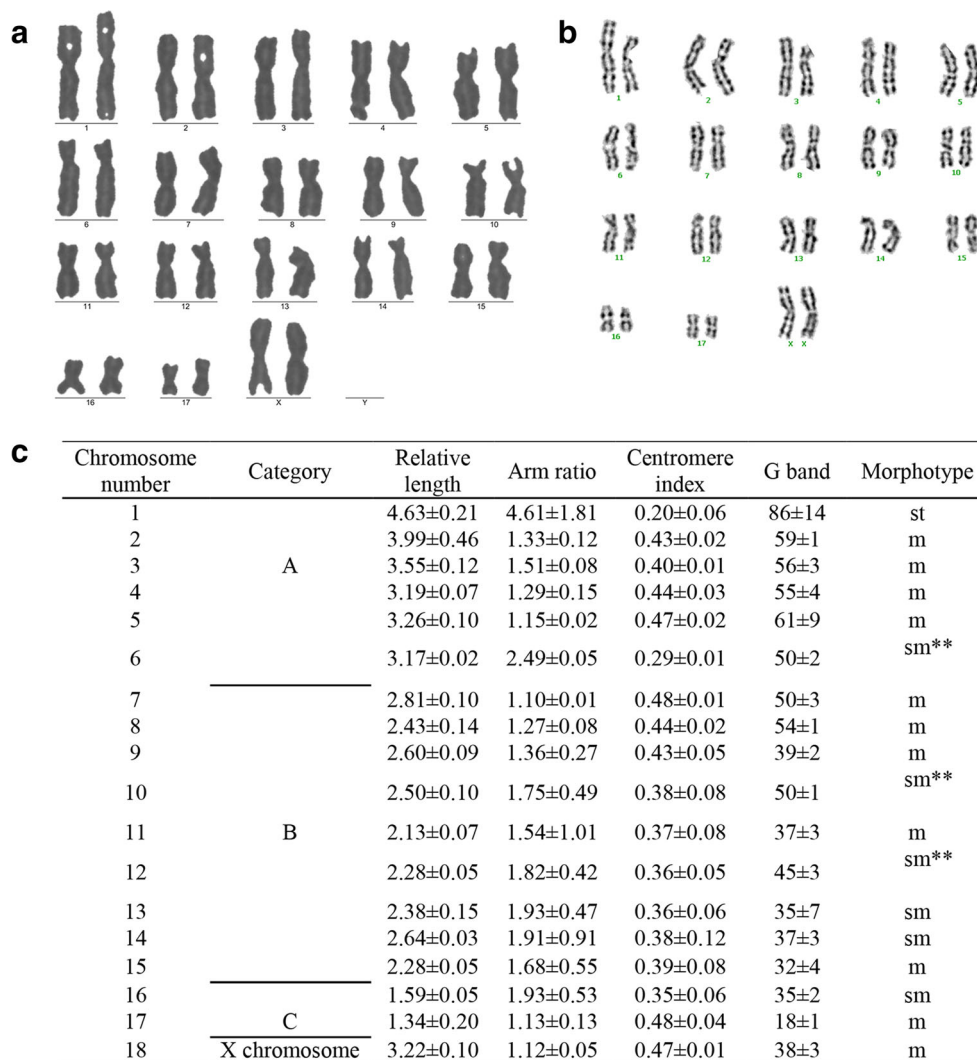 a
1 2 3 4 5
6 7 8 9 10
11 12 13 14 15
16 17 X Y
b
1 2 3 4 5
6 7 8 9 10
11 12 13 14 15
16 17 X X
c
Chromosome number Category Relative length Arm ratio Centromere index G band Morphotype
1 4.63±0.21 4.61±1.81 0.20±0.06 86±14 st
2 3.99±0.46 1.33±0.12 0.43±0.02 59±1 m
3 A 3.55±0.12 1.51±0.08 0.40±0.01 56±3 m
4 3.19±0.07 1.29±0.15 0.44±0.03 55±4 m
5 3.26±0.10 1.15±0.02 0.47±0.02 61±9 m
6 3.17±0.02 2.49±0.05 0.29±0.01 50±2 sm**
7 2.81±0.10 1.10±0.01 0.48±0.01 50±3 m
8 2.43±0.14 1.27±0.08 0.44±0.02 54±1 m
9 2.60±0.09 1.36±0.27 0.43±0.05 39±2 m
10 2.50±0.10 1.75±0.49 0.38±0.08 50±1 sm**
11 B 2.13±0.07 1.54±1.01 0.37±0.08 37±3 m
12 2.28±0.05 1.82±0.42 0.36±0.05 45±3 sm**
13 2.38±0.15 1.93±0.47 0.36±0.06 35±7 sm
14 2.64±0.03 1.91±0.91 0.38±0.12 37±3 sm
15 2.28±0.05 1.68±0.55 0.39±0.08 32±4 m
16 1.59±0.05 1.93±0.53 0.35±0.06 35±2 sm
17 C 1.34±0.20 1.13±0.13 0.48±0.04 18±1 m
18 X chromosome 3.22±0.10 1.12±0.05 0.47±0.01 38±3 m